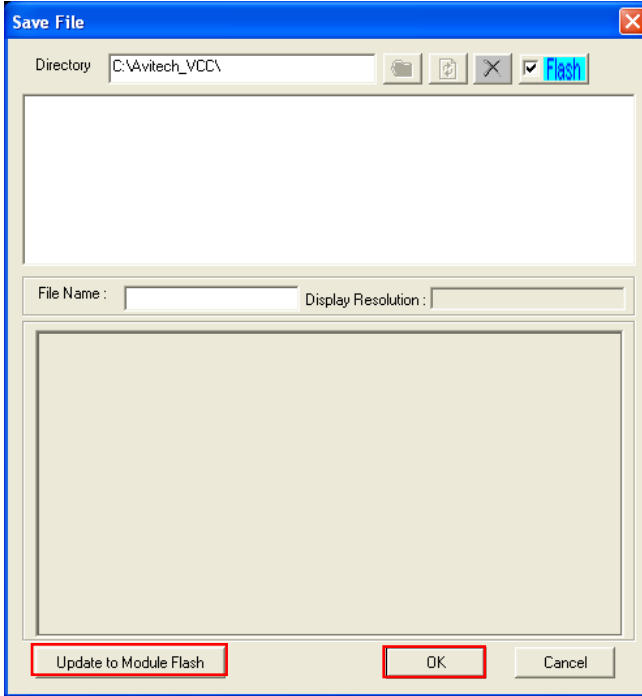 Save File
Directory C:\Avitech_VCC\ Flash
File Name : Display Resolution :
Update to Module Flash OK Cancel